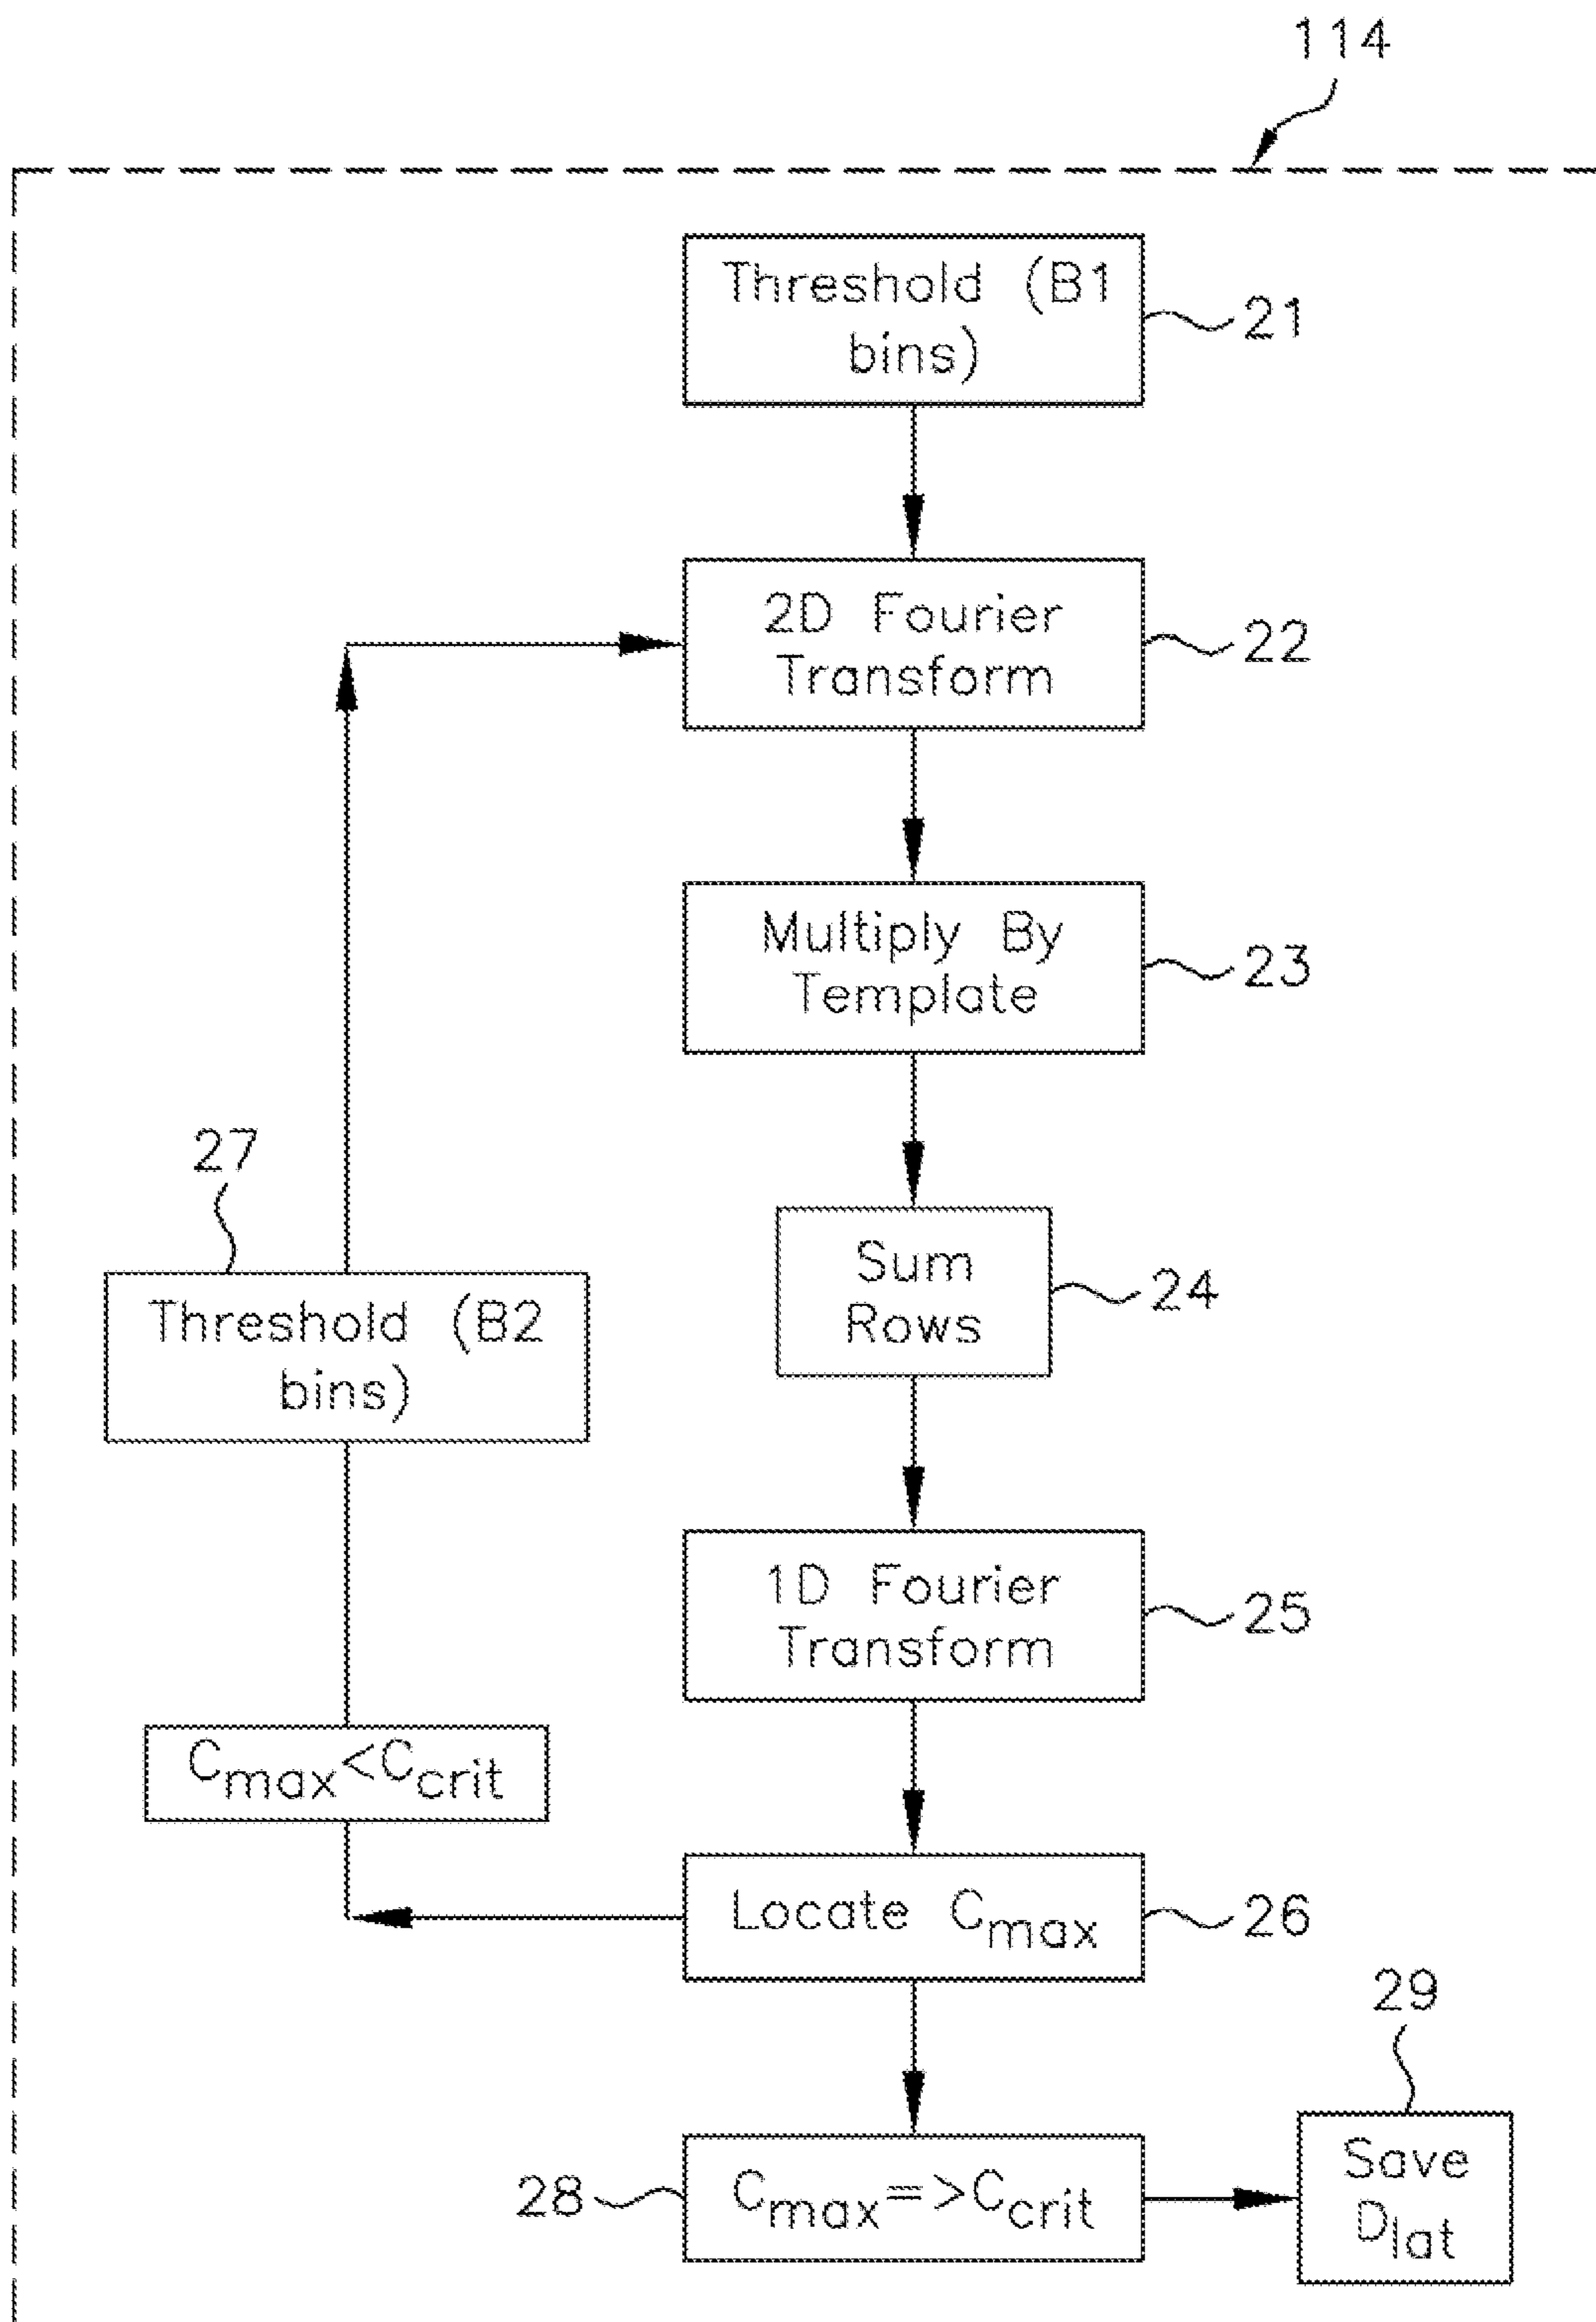 114
Threshold (B1
bins)
21
2D Fourier
Transform
22
Multiply By
Template
23
27
Sum
Rows
24
Threshold (B2
bins)
1D Fourier
Transform
25
Cmax<Ccrit
Locate Cmax
26
29
28
Cmax=>Ccrit
Save
Dlat